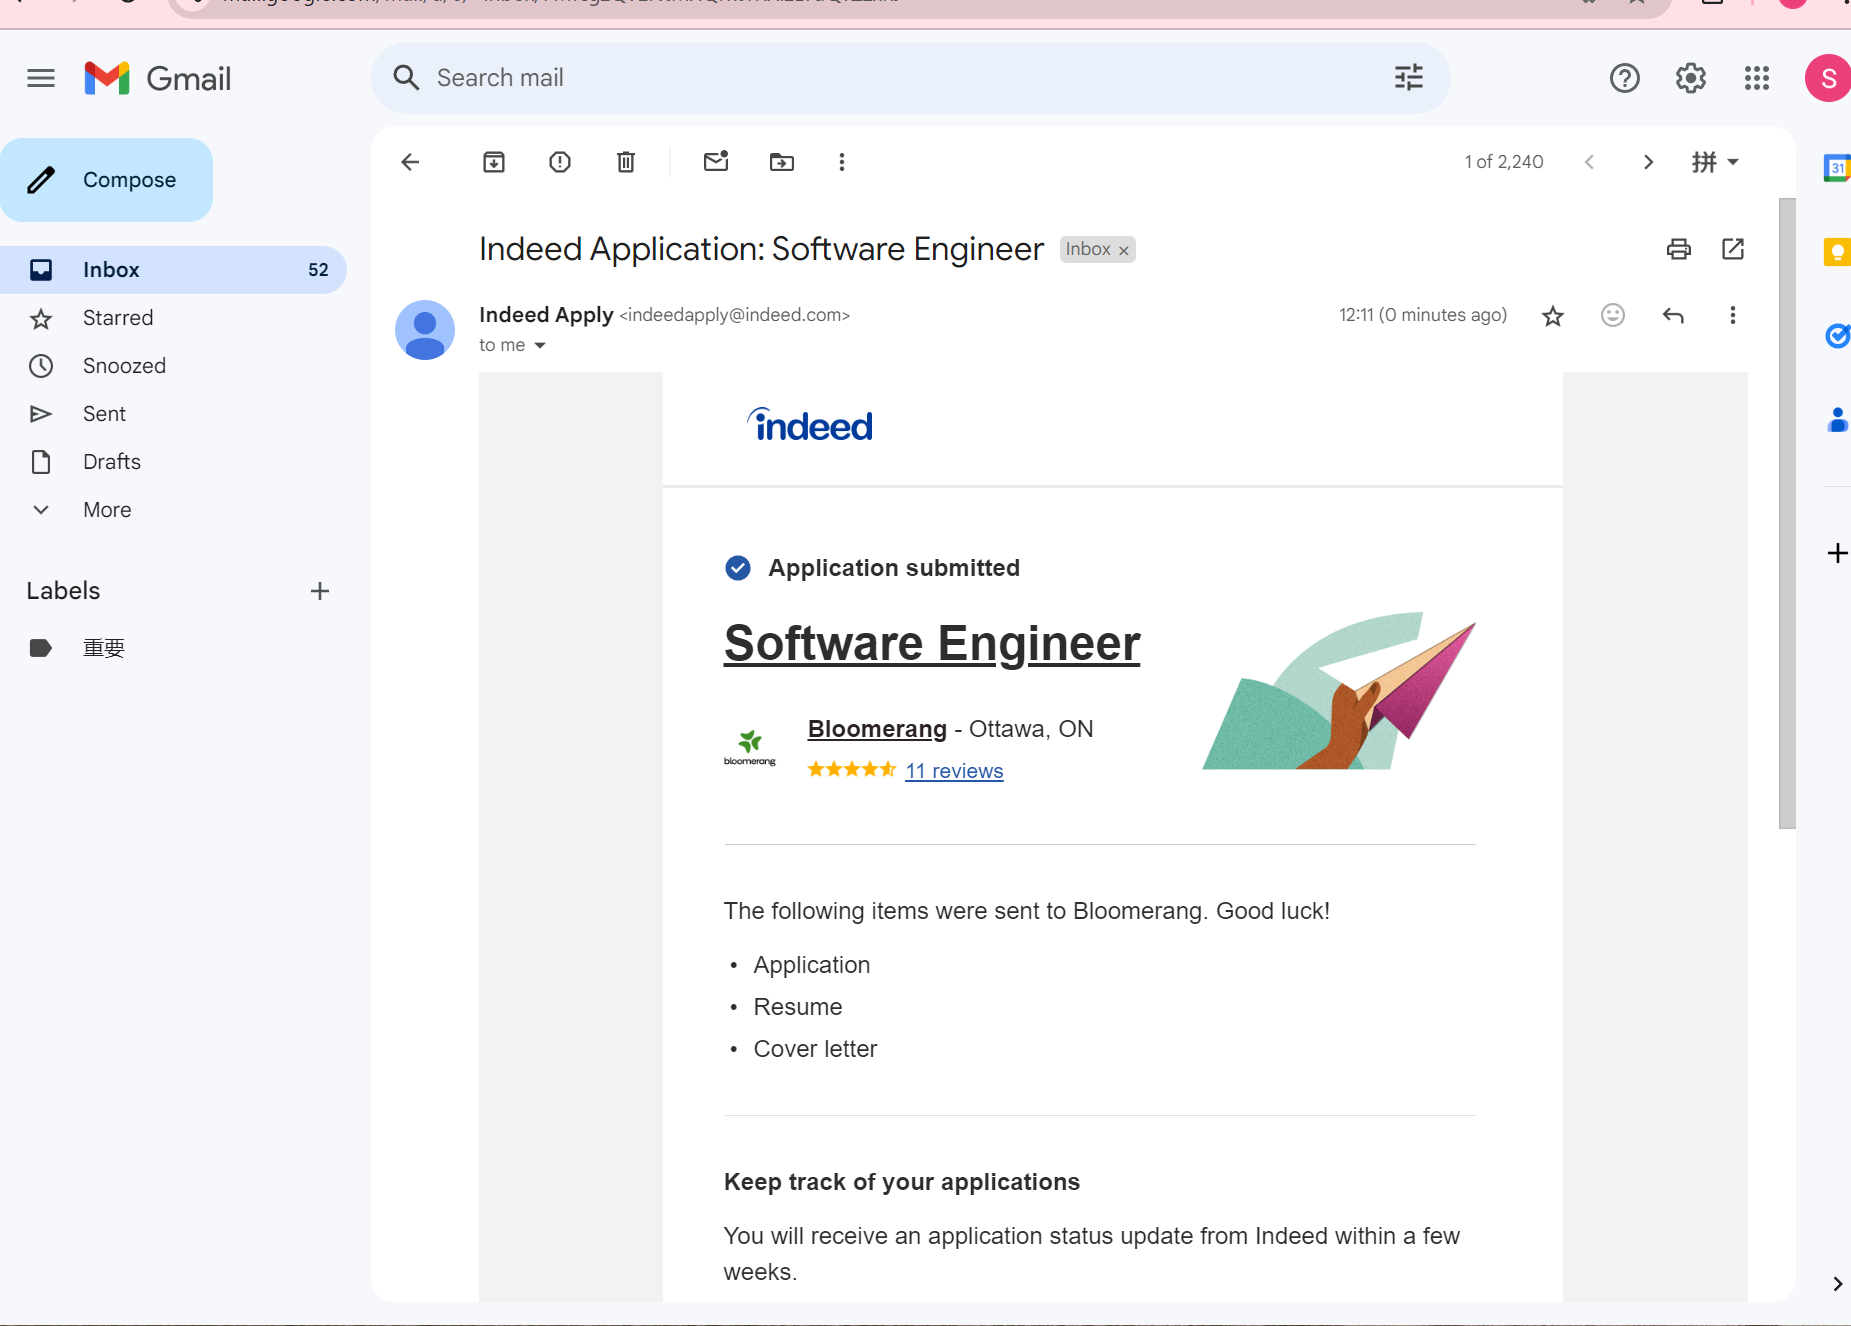 Gmail
Search mail
S
Compose
1 of 2,240
拼
31
Indeed Application: Software Engineer
Inbox ×
Inbox 52
Starred
Indeed Apply <indeedapply@indeed.com>
12:11 (0 minutes ago)
to me
Snoozed
Sent
Drafts
More
Labels
重要
indeed
Application submitted
Software Engineer
bloomerang
Bloomerang - Ottawa, ON
11 reviews
The following items were sent to Bloomerang. Good luck!
• Application
• Resume
• Cover letter
Keep track of your applications
You will receive an application status update from Indeed within a few
weeks.